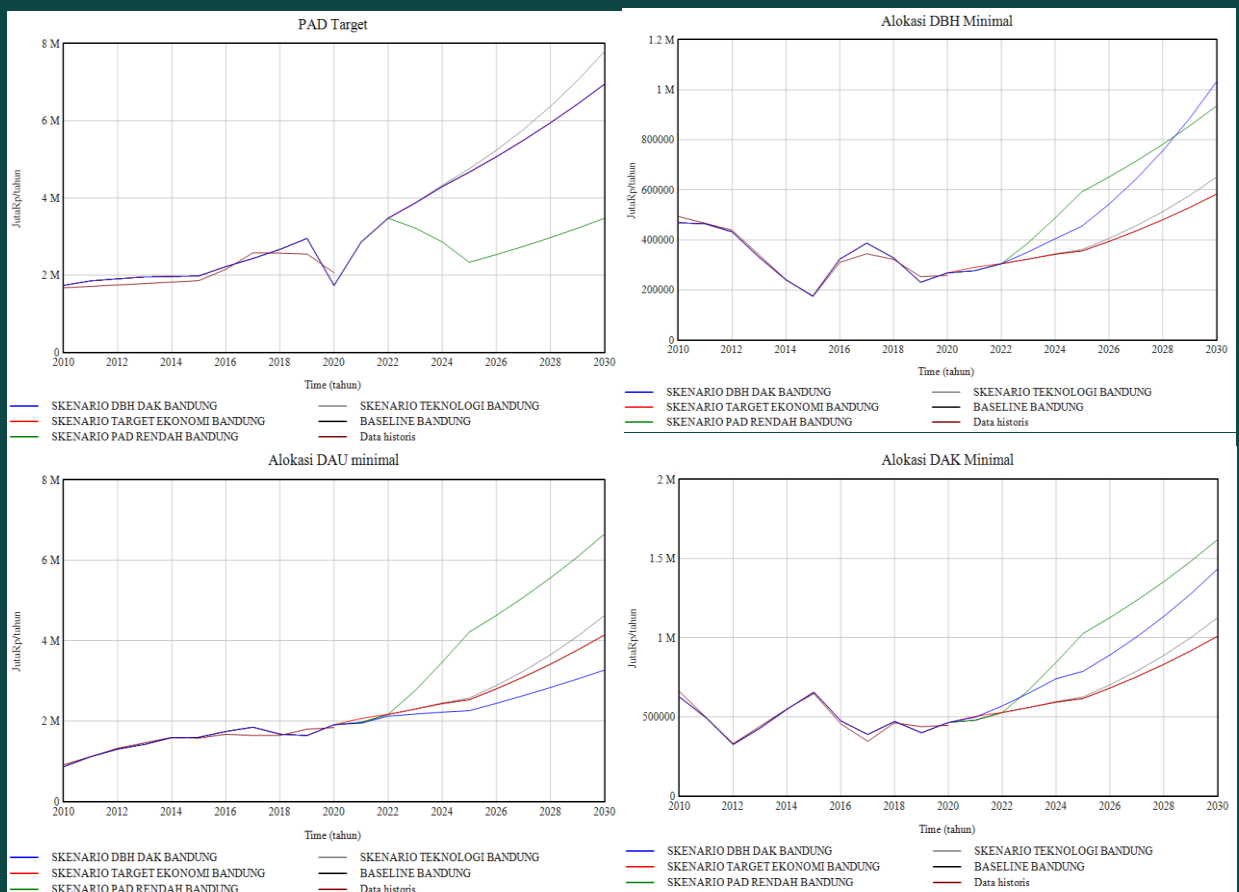 PAD Target
8 M
6 M
4 M
2 M
0
JutaRp/tahun
2010 2012 2014 2016 2018 2020 2022 2024 2026 2028 2030
Time (tahun)
SKENARIO DBH DAK BANDUNG SKENARIO TEKNOLOGI BANDUNG
SKENARIO TARGET EKONOMI BANDUNG BASELINE BANDUNG
SKENARIO PAD RENDAH BANDUNG Data historis
Alokasi DBH Minimal
1.2 M
1 M
800000
600000
400000
200000
0
JutaRp/tahun
2010 2012 2014 2016 2018 2020 2022 2024 2026 2028 2030
Time (tahun)
SKENARIO DBH DAK BANDUNG SKENARIO TEKNOLOGI BANDUNG
SKENARIO TARGET EKONOMI BANDUNG BASELINE BANDUNG
SKENARIO PAD RENDAH BANDUNG Data historis
Alokasi DAU minimal
8 M
6 M
4 M
2 M
0
JutaRp/tahun
2010 2012 2014 2016 2018 2020 2022 2024 2026 2028 2030
Time (tahun)
SKENARIO DBH DAK BANDUNG SKENARIO TEKNOLOGI BANDUNG
SKENARIO TARGET EKONOMI BANDUNG BASELINE BANDUNG
SKENARIO PAD RENDAH BANDUNG Data historis
Alokasi DAK Minimal
2 M
1.5 M
1 M
500000
0
JutaRp/tahun
2010 2012 2014 2016 2018 2020 2022 2024 2026 2028 2030
Time (tahun)
SKENARIO DBH DAK BANDUNG SKENARIO TEKNOLOGI BANDUNG
SKENARIO TARGET EKONOMI BANDUNG BASELINE BANDUNG
SKENARIO PAD RENDAH BANDUNG Data historis